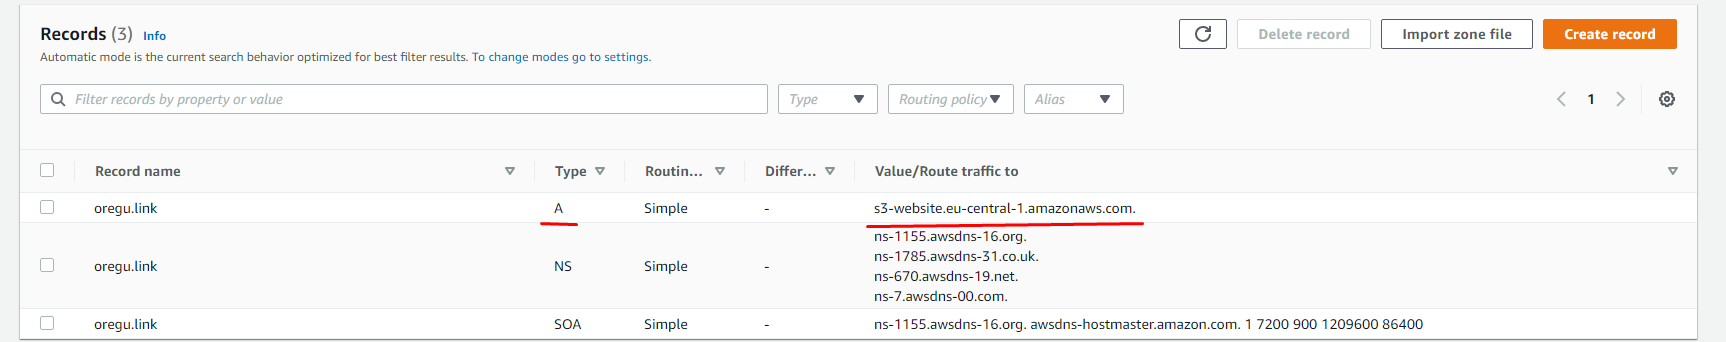 Records (3) Info
Delete record
Import zone file
Create record
Automatic mode is the current search behavior optimized for best filter results. To change modes go to settings.
Filter records by property or value
Type
Routing policy
Alias
1
Record name
Type
Routin...
Differ...
Value/Route traffic to
oregu.link A Simple - s3-website.eu-central-1.amazonaws.com.
oregu.link NS Simple - ns-1155.awsdns-16.org.
ns-1785.awsdns-31.co.uk.
ns-670.awsdns-19.net.
ns-7.awsdns-00.com.
oregu.link SOA Simple - ns-1155.awsdns-16.org. awsdns-hostmaster.amazon.com. 1 7200 900 1209600 86400